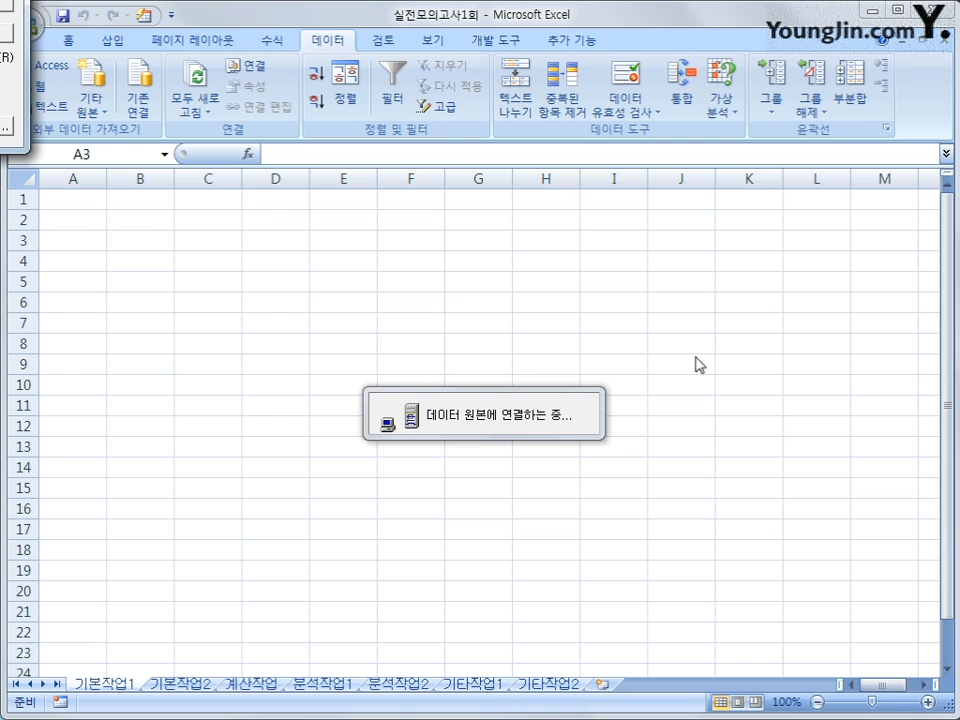 실전모의고사1회 - Microsoft Excel
YoungJin.com Y.
홈 삽입 페이지 레이아웃 수식 데이터 검토 보기 개발 도구 추가 기능
(R)
Access
웹
텍스트
기타
원본
기존
연결
외부 데이터 가져오기
모두 새로
고침
연결
속성
연결 편집
연결
정렬
필터
지우기
다시 적용
고급
정렬 및 필터
텍스트
나누기
중복된
항목 제거
데이터
유효성 검사
통합
가상
분석
데이터 도구
그룹
그룹
해제
부분합
윤곽선
A3 fx
A B C D E F G H I J K L M
1
2
3
4
5
6
7
8
9
10
11
12
13
14
15
16
17
18
19
20
21
22
23
24
데이터 원본에 연결하는 중...
기본작업1 기본작업2 계산작업 분석작업1 분석작업2 기타작업1 기타작업2
준비 100%